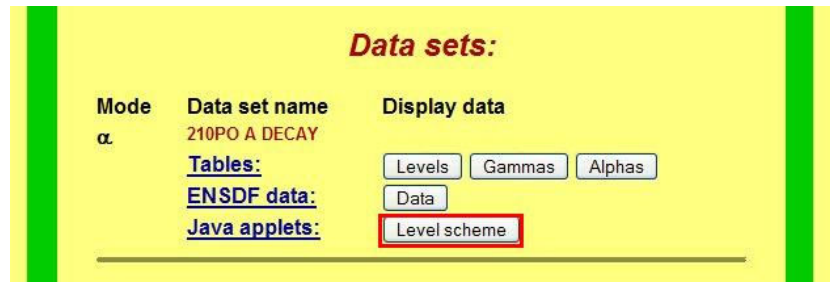 Data sets:
Mode Data set name Display data
α 210PO A DECAY
Tables: Levels Gammas Alphas
ENSDF data: Data
Java applets: Level scheme